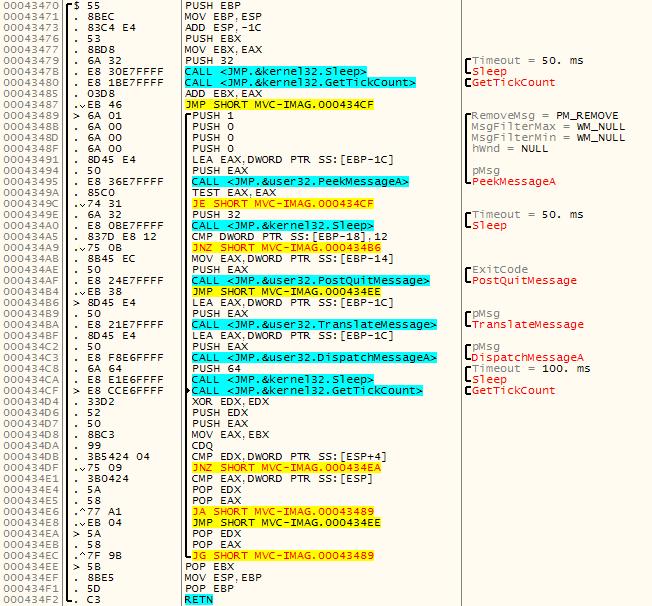 00043470 $ 55 PUSH EBP
00043471 . 8BEC MOV EBP,ESP
00043473 . 83C4 E4 ADD ESP,-1C
00043476 . 53 PUSH EBX
00043477 . 8BD8 MOV EBX,EAX
00043479 . 6A 32 PUSH 32 Timeout = 50. ms
0004347B . E8 30E7FFFF CALL <JMP.&kernel32.Sleep> Sleep
00043480 . E8 1BE7FFFF CALL <JMP.&kernel32.GetTickCount> GetTickCount
00043485 . 03D8 ADD EBX,EAX
00043487 .v EB 46 JMP SHORT MVC-IMAG.000434CF
00043489 > 6A 01 PUSH 1 RemoveMsg = PM_REMOVE
0004348B . 6A 00 PUSH 0 MsgFilterMax = WM_NULL
0004348D . 6A 00 PUSH 0 MsgFilterMin = WM_NULL
0004348F . 6A 00 PUSH 0 hWnd = NULL
00043491 . 8D45 E4 LEA EAX,DWORD PTR SS:[EBP-1C]
00043494 . 50 PUSH EAX pMsg
00043495 . E8 36E7FFFF CALL <JMP.&user32.PeekMessageA> PeekMessageA
0004349A . 85C0 TEST EAX,EAX
0004349C .v 74 31 JE SHORT MVC-IMAG.000434CF
0004349E . 6A 32 PUSH 32 Timeout = 50. ms
000434A0 . E8 0BE7FFFF CALL <JMP.&kernel32.Sleep> Sleep
000434A5 . 837D E8 12 CMP DWORD PTR SS:[EBP-18],12
000434A9 .v 75 0B JNZ SHORT MVC-IMAG.000434B6
000434AB . 8B45 EC MOV EAX,DWORD PTR SS:[EBP-14]
000434AE . 50 PUSH EAX ExitCode
000434AF . E8 24E7FFFF CALL <JMP.&user32.PostQuitMessage> PostQuitMessage
000434B4 .v EB 38 JMP SHORT MVC-IMAG.000434EE
000434B6 > 8D45 E4 LEA EAX,DWORD PTR SS:[EBP-1C]
000434B9 . 50 PUSH EAX pMsg
000434BA . E8 21E7FFFF CALL <JMP.&user32.TranslateMessage> TranslateMessage
000434BF . 8D45 E4 LEA EAX,DWORD PTR SS:[EBP-1C]
000434C2 . 50 PUSH EAX pMsg
000434C3 . E8 F8E6FFFF CALL <JMP.&user32.DispatchMessageA> DispatchMessageA
000434C8 . 6A 64 PUSH 64 Timeout = 100. ms
000434CA . E8 E1E6FFFF CALL <JMP.&kernel32.Sleep> Sleep
000434CF > E8 CCE6FFFF CALL <JMP.&kernel32.GetTickCount> GetTickCount
000434D4 . 33D2 XOR EDX,EDX
000434D6 . 52 PUSH EDX
000434D7 . 50 PUSH EAX
000434D8 . 8BC3 MOV EAX,EBX
000434DA . 99 CDQ
000434DB . 3B5424 04 CMP EDX,DWORD PTR SS:[ESP+4]
000434DF .v 75 09 JNZ SHORT MVC-IMAG.000434EA
000434E1 . 3B0424 CMP EAX,DWORD PTR SS:[ESP]
000434E4 . 5A POP EDX
000434E5 . 58 POP EAX
000434E6 .^ 77 A1 JA SHORT MVC-IMAG.00043489
000434E8 .v EB 04 JMP SHORT MVC-IMAG.000434EE
000434EA > 5A POP EDX
000434EB . 58 POP EAX
000434EC .^ 7F 9B JG SHORT MVC-IMAG.00043489
000434EE > 5B POP EBX
000434EF . 8BE5 MOV ESP,EBP
000434F1 . 5D POP EBP
000434F2 . C3 RETN